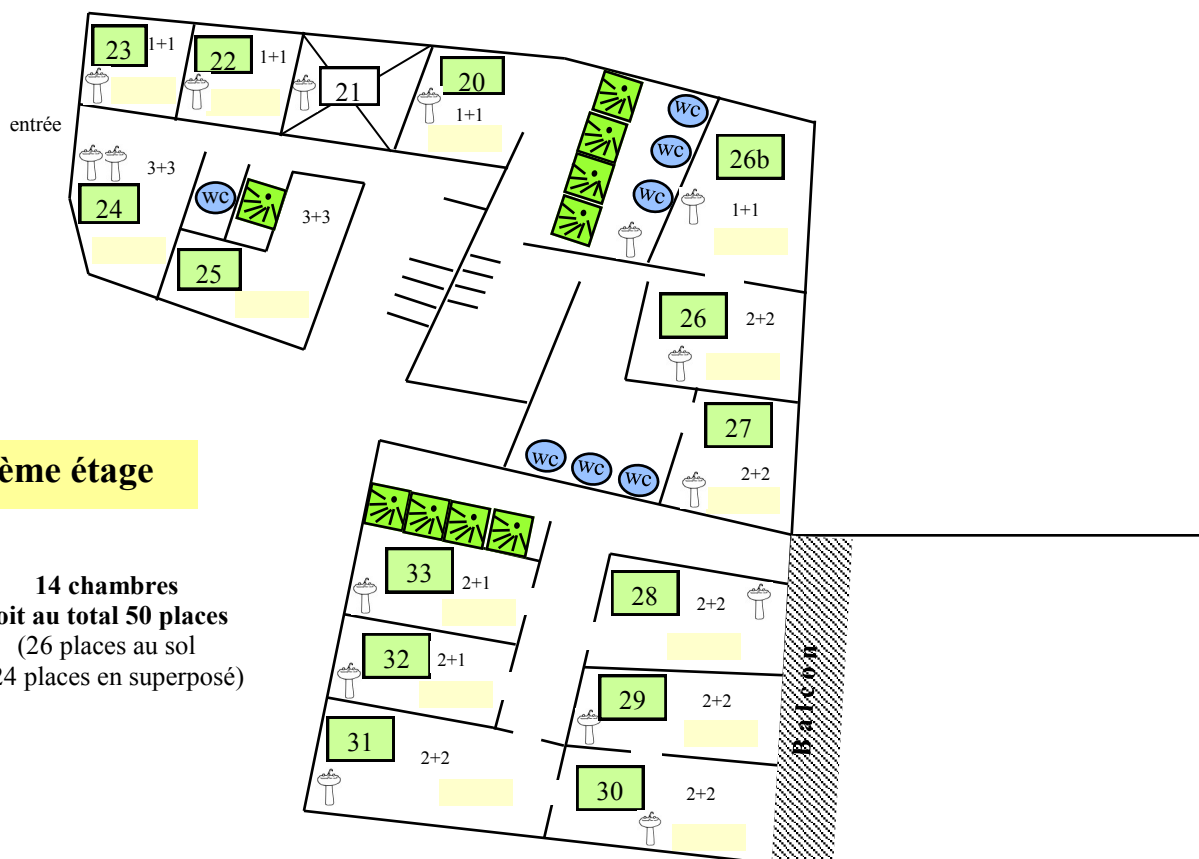 23 1+1
22 1+1
21
20
1+1
entrée
24 3+3
wc
3+3
25
wc
wc
wc
26b
1+1
26 2+2
27
2+2
wc wc wc
ème étage
14 chambres
oit au total 50 places
(26 places au sol
24 places en superposé)
33 2+1
32 2+1
31 2+2
28 2+2
29 2+2
30 2+2
Balcon